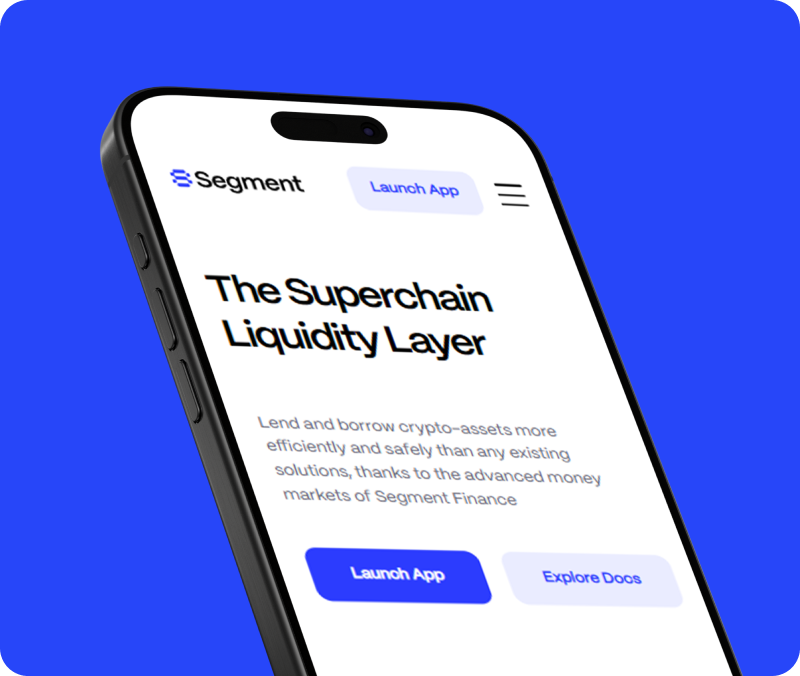 Segment
Launch App
The Superchain
Liquidity Layer
Lend and borrow crypto-assets more
efficiently and safely than any existing
solutions, thanks to the advanced money
markets of Segment Finance
Launch App
Explore Docs